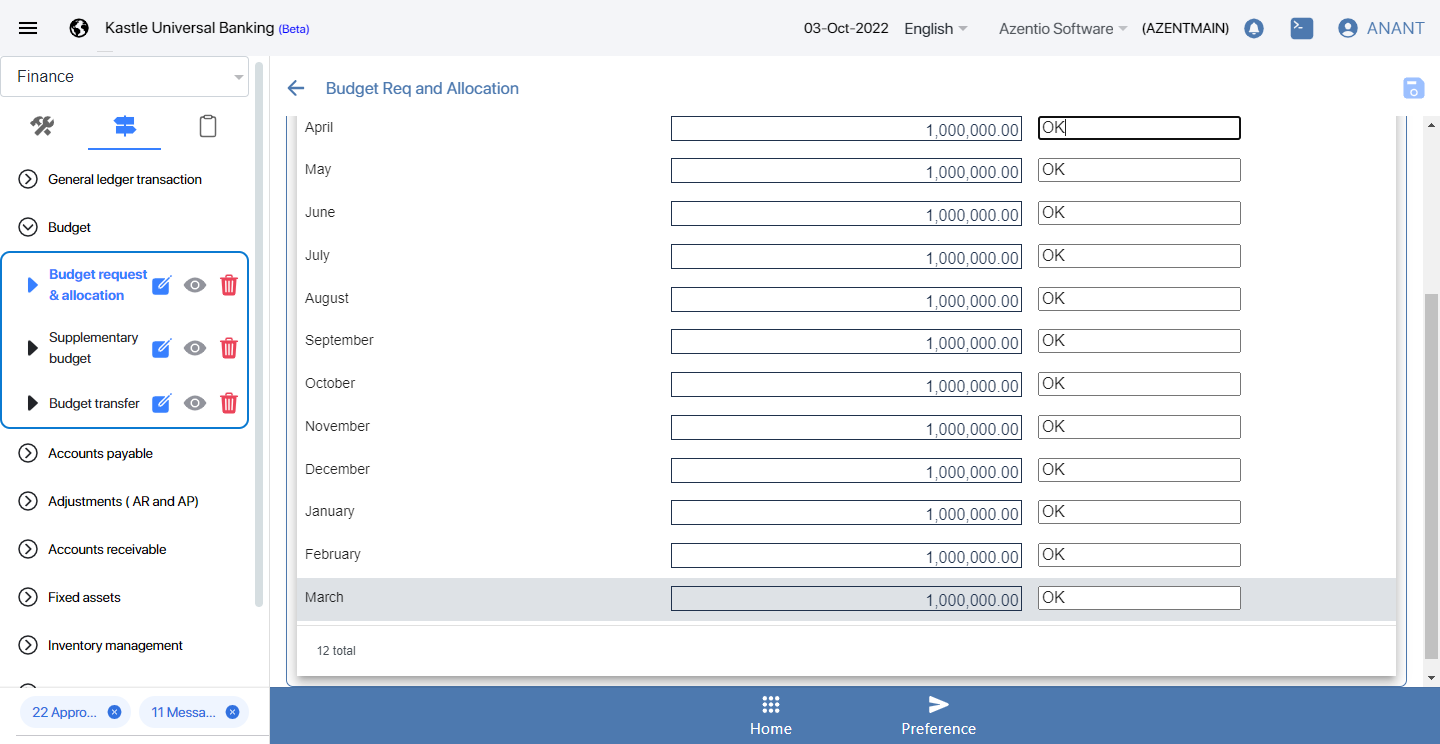 Kastle Universal Banking (Beta)
03-Oct-2022
English
Azentio Software
(AZENTMAIN)
ANANT
Finance
Budget Req and Allocation
General ledger transaction
Budget
Budget request
& allocation
Supplementary
budget
Budget transfer
Accounts payable
Adjustments ( AR and AP)
Accounts receivable
Fixed assets
Inventory management
22 Appro...
11 Messa...
April 1,000,000.00 OK
May 1,000,000.00 OK
June 1,000,000.00 OK
July 1,000,000.00 OK
August 1,000,000.00 OK
September 1,000,000.00 OK
October 1,000,000.00 OK
November 1,000,000.00 OK
December 1,000,000.00 OK
January 1,000,000.00 OK
February 1,000,000.00 OK
March 1,000,000.00 OK
12 total
Home
Preference